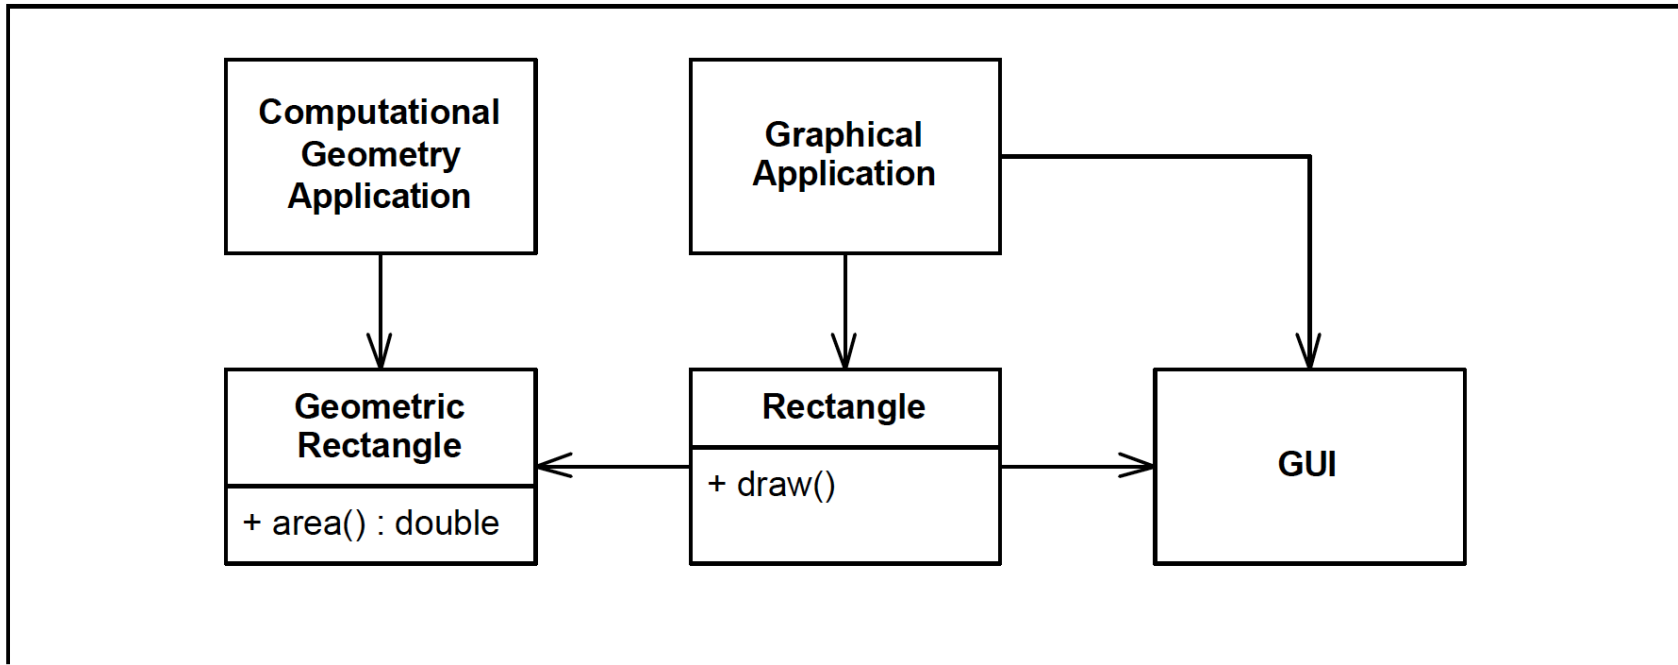 Computational
Geometry
Application
Graphical
Application
Geometric
Rectangle
+ area() : double
Rectangle
+ draw()
GUI